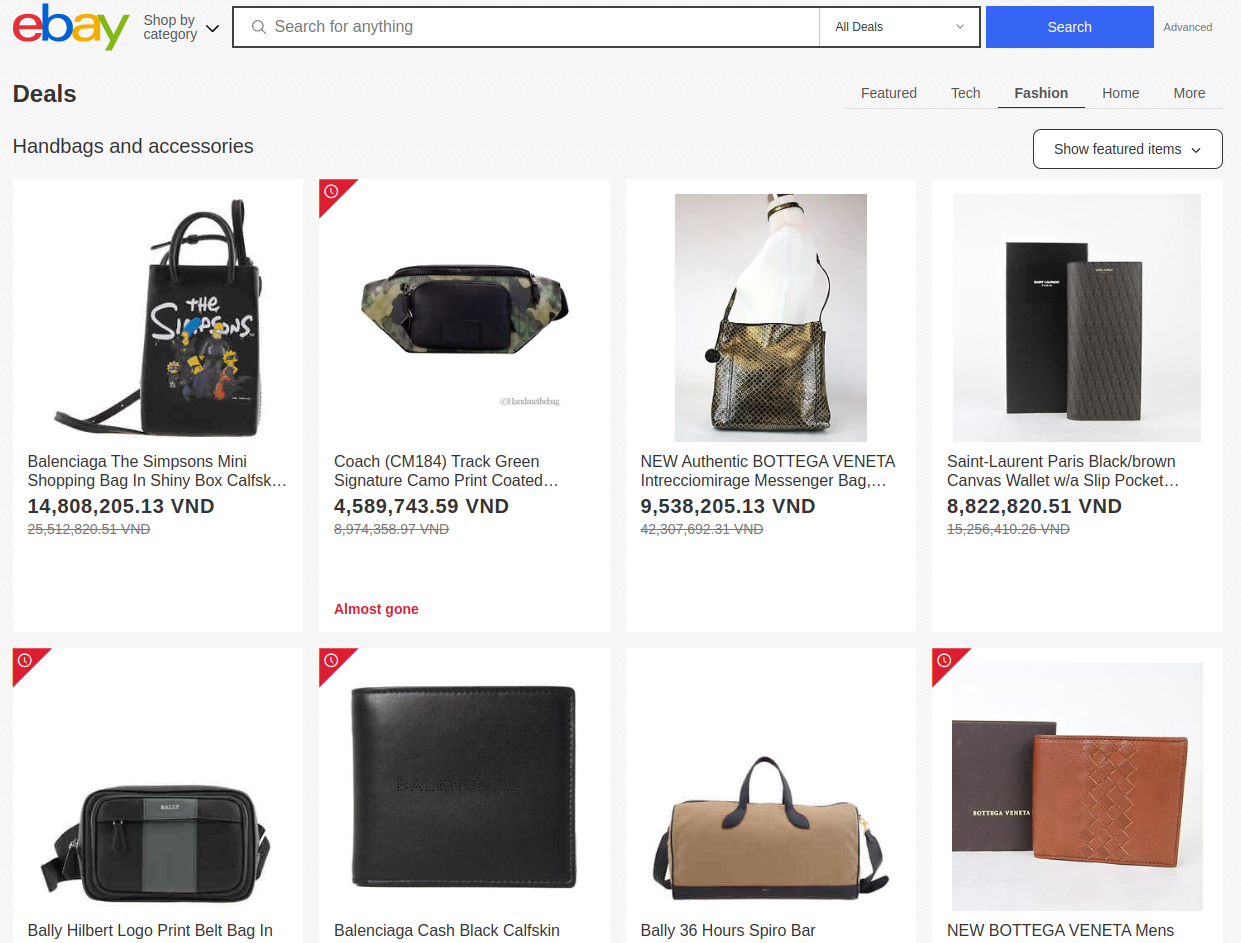 ebay
Shop by
category
Search for anything
All Deals
Search
Advanced
Deals
Featured
Tech
Fashion
Home
More
Handbags and accessories
Show featured items
THE
SIMPSONS
©Handmethebag
SAINT LAURENT
PARIS
SAINT LAURENT
Balenciaga The Simpsons Mini
Shopping Bag In Shiny Box Calfsk…
14,808,205.13 VND
25,512,820.51 VND
Coach (CM184) Track Green
Signature Camo Print Coated…
4,589,743.59 VND
8,974,358.97 VND
Almost gone
NEW Authentic BOTTEGA VENETA
Intrecciomirage Messenger Bag,…
9,538,205.13 VND
42,307,692.31 VND
Saint-Laurent Paris Black/brown
Canvas Wallet w/a Slip Pocket…
8,822,820.51 VND
15,256,410.26 VND
BALLY
BALENCIAGA
BOTTEGA VENETA
Bally Hilbert Logo Print Belt Bag In
Balenciaga Cash Black Calfskin
Bally 36 Hours Spiro Bar
NEW BOTTEGA VENETA Mens